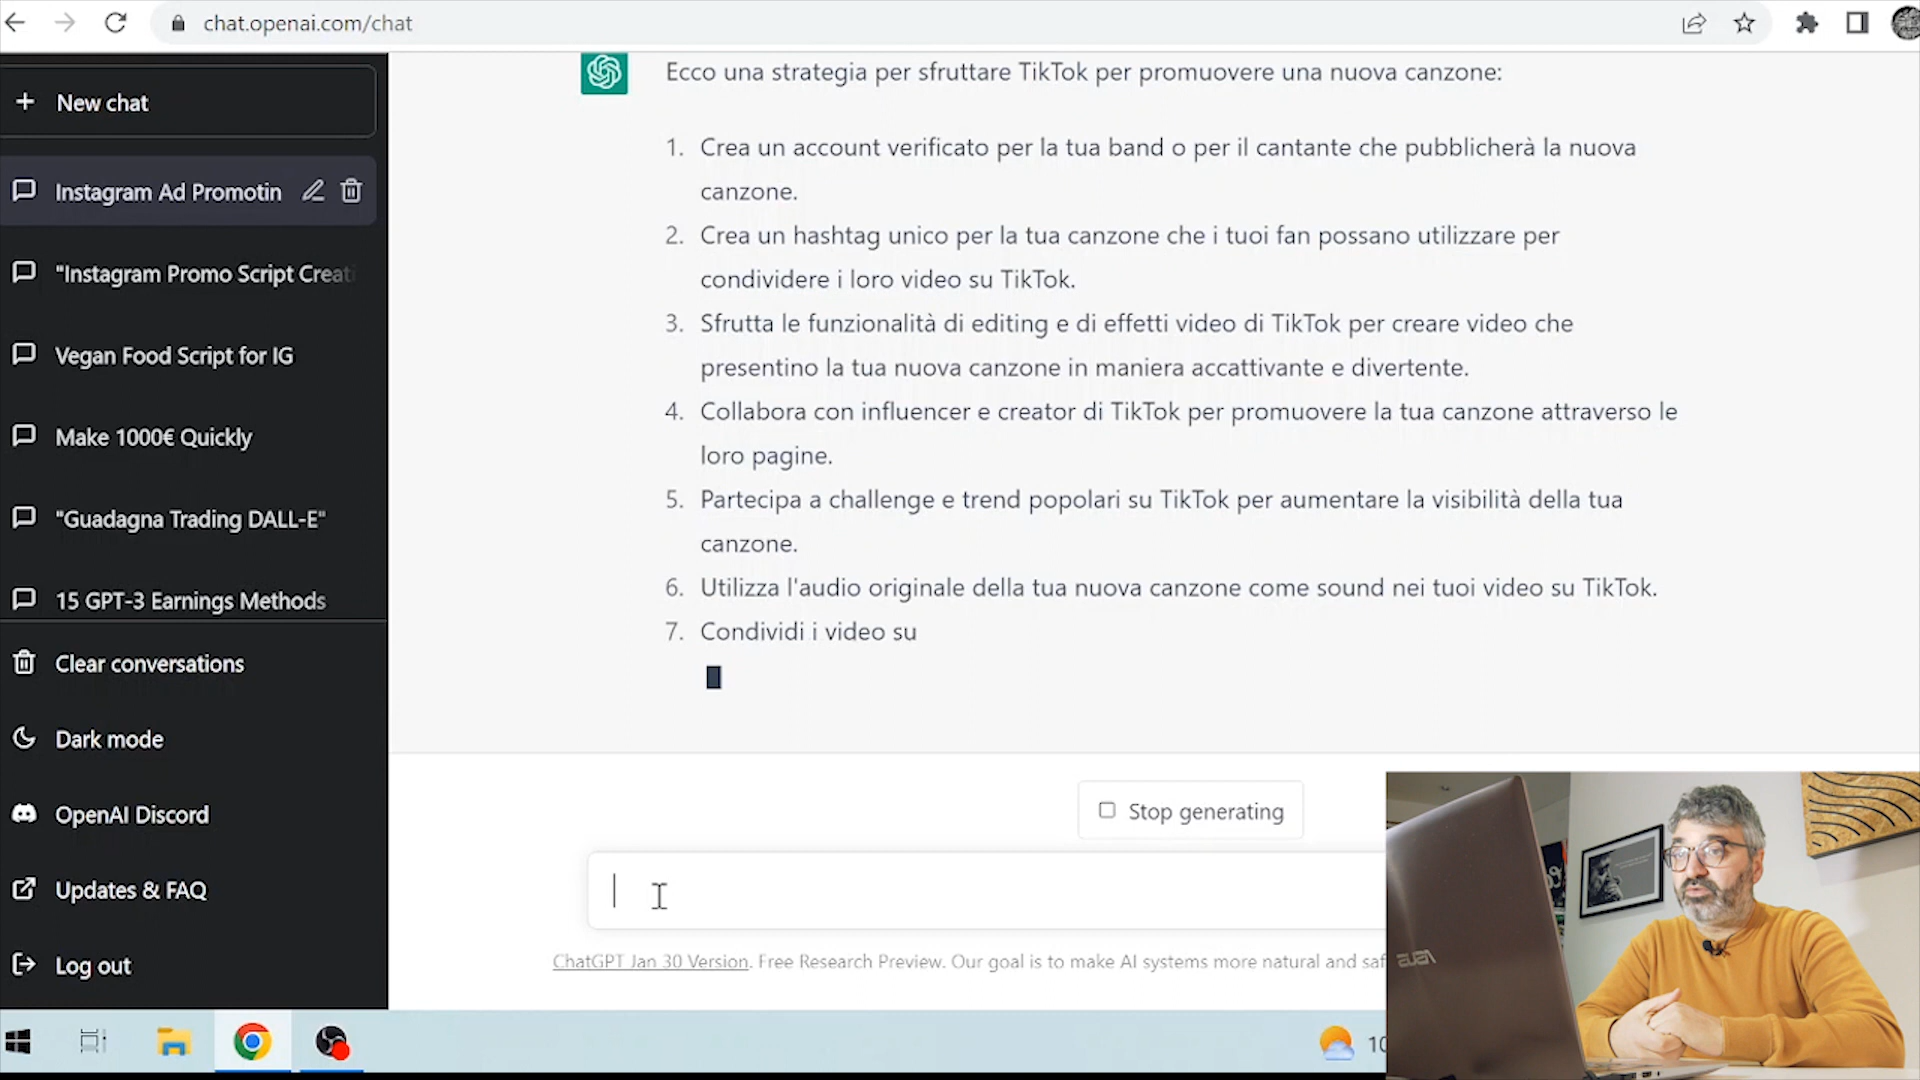 chat.openai.com/chat
New chat
Instagram Ad Promotin
"Instagram Promo Script Creati
Vegan Food Script for IG
Make 1000€ Quickly
"Guadagna Trading DALL-E"
15 GPT-3 Earnings Methods
Clear conversations
Dark mode
OpenAI Discord
Updates & FAQ
Log out
Ecco una strategia per sfruttare TikTok per promuovere una nuova canzone:
1. Crea un account verificato per la tua band o per il cantante che pubblicherà la nuova
canzone.
2. Crea un hashtag unico per la tua canzone che i tuoi fan possano utilizzare per
condividere i loro video su TikTok.
3. Sfrutta le funzionalità di editing e di effetti video di TikTok per creare video che
presentino la tua nuova canzone in maniera accattivante e divertente.
4. Collabora con influencer e creator di TikTok per promuovere la tua canzone attraverso le
loro pagine.
5. Partecipa a challenge e trend popolari su TikTok per aumentare la visibilità della tua
canzone.
6. Utilizza l'audio originale della tua nuova canzone come sound nei tuoi video su TikTok.
7. Condividi i video su
Stop generating
ChatGPT Jan 30 Version. Free Research Preview. Our goal is to make AI systems more natural and saf
10
ASUS